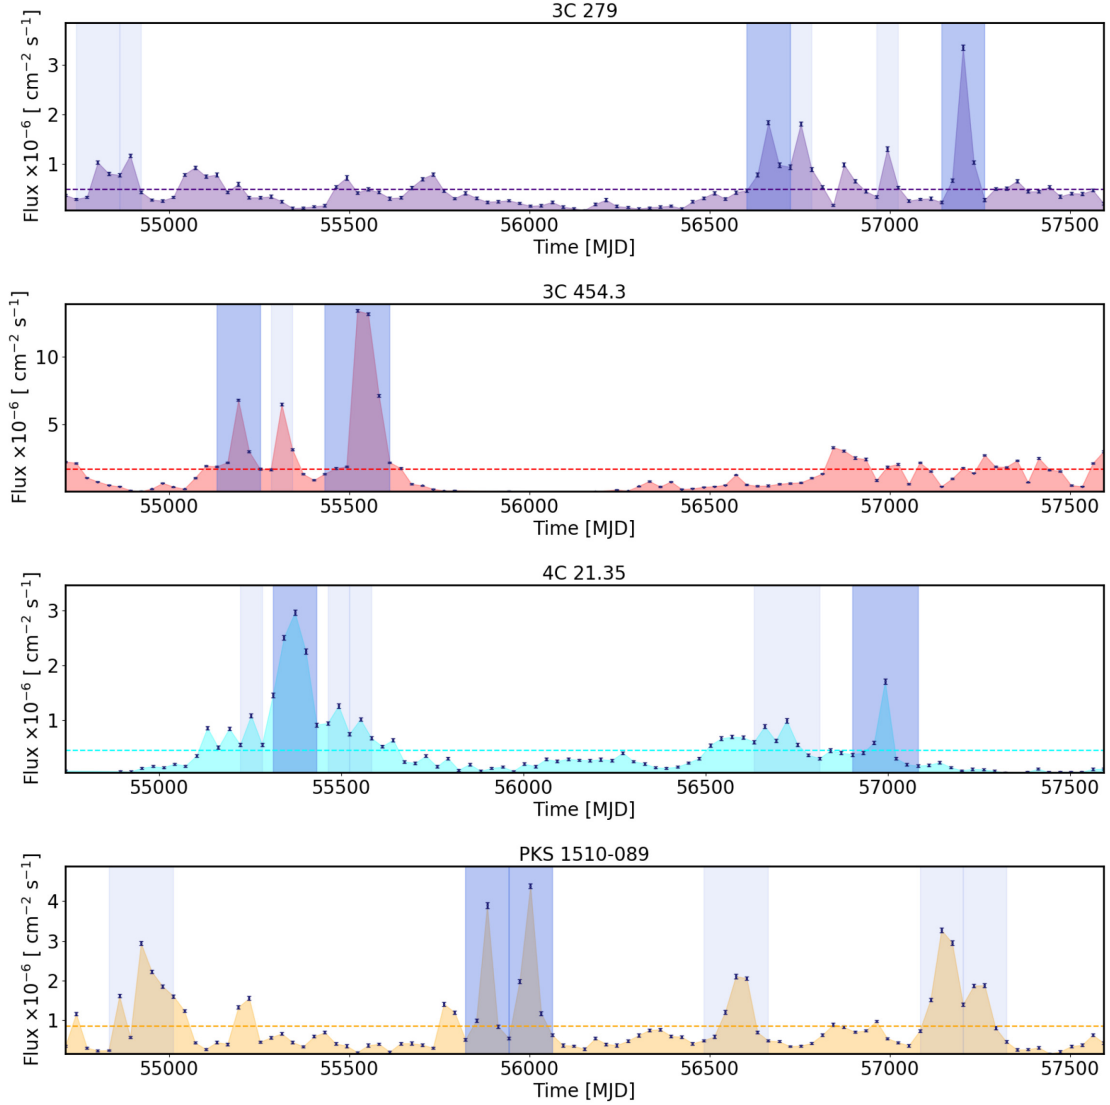 3C 279
Flux ×10⁻⁶ [ cm⁻² s⁻¹]
3
2
1
55000 55500 56000 56500 57000 57500
Time [MJD]
3C 454.3
Flux ×10⁻⁶ [ cm⁻² s⁻¹]
10
5
55000 55500 56000 56500 57000 57500
Time [MJD]
4C 21.35
Flux ×10⁻⁶ [ cm⁻² s⁻¹]
3
2
1
55000 55500 56000 56500 57000 57500
Time [MJD]
PKS 1510-089
Flux ×10⁻⁶ [ cm⁻² s⁻¹]
4
3
2
1
55000 55500 56000 56500 57000 57500
Time [MJD]